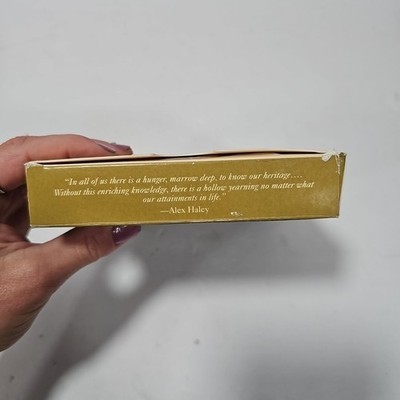 “In all of us there is a hunger, marrow deep, to know our heritage....
Without this enriching knowledge, there is a hollow yearning no matter what
our attainments in life.”
—Alex Haley